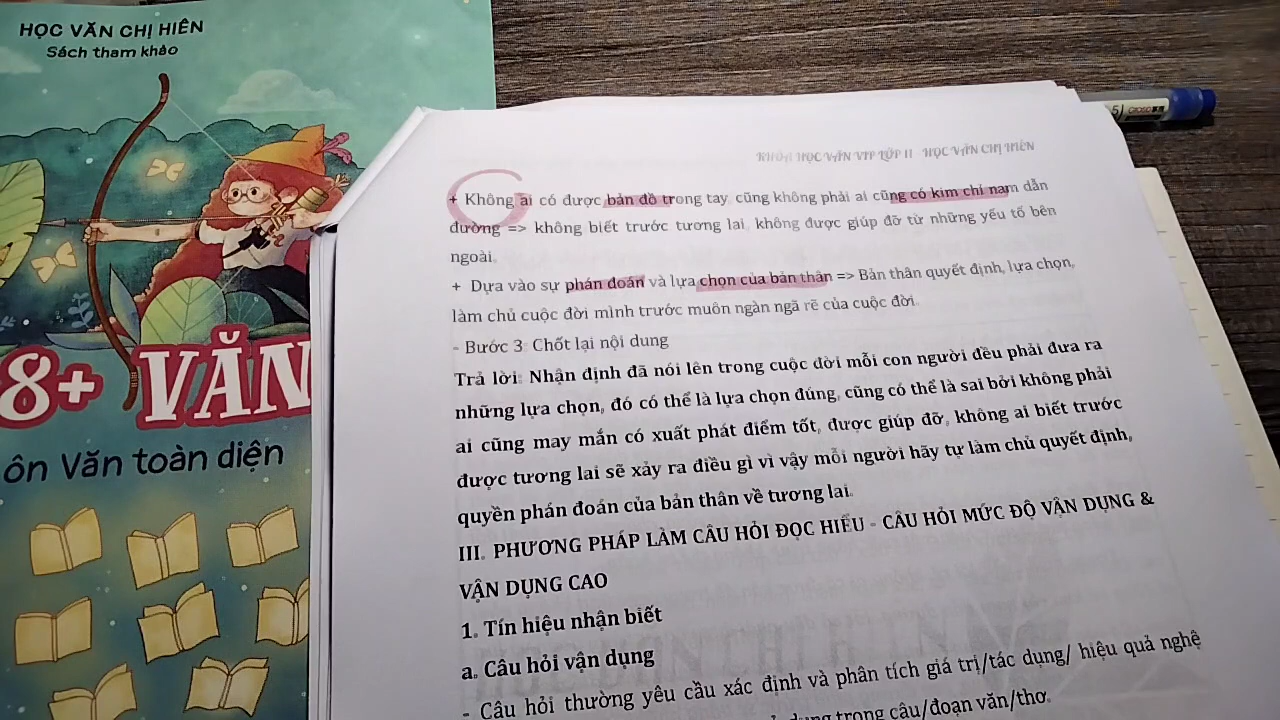 HỌC VĂN CHỊ HIÊN
Sách tham khảo
8+ VĂN
ôn Văn toàn diện
KHÓA HỌC VĂN VIP LỚP 11 HỌC VĂN CHỊ HIÊN
+ Không ai có được bản đồ trong tay, cũng không phải ai cũng có kim chỉ nam dẫn
đường => không biết trước tương lai, không được giúp đỡ từ những yếu tố bên
ngoài.
+ Dựa vào sự phán đoán và lựa chọn của bản thân => Bản thân quyết định, lựa chọn,
làm chủ cuộc đời mình trước muôn ngàn ngã rẽ của cuộc đời.
- Bước 3: Chốt lại nội dung
Trả lời: Nhận định đã nói lên trong cuộc đời mỗi con người đều phải đưa ra
những lựa chọn, đó có thể là lựa chọn đúng, cũng có thể là sai bởi không phải
ai cũng may mắn có xuất phát điểm tốt, được giúp đỡ, không ai biết trước
được tương lai sẽ xảy ra điều gì vì vậy mỗi người hãy tự làm chủ quyết định,
quyền phán đoán của bản thân về tương lai.
III. PHƯƠNG PHÁP LÀM CÂU HỎI ĐỌC HIỂU - CÂU HỎI MỨC ĐỘ VẬN DỤNG &
VẬN DỤNG CAO
1. Tín hiệu nhận biết
a. Câu hỏi vận dụng
- Câu hỏi thường yêu cầu xác định và phân tích giá trị/tác dụng/ hiệu quả nghệ
dụng trong câu/đoạn văn/thơ.